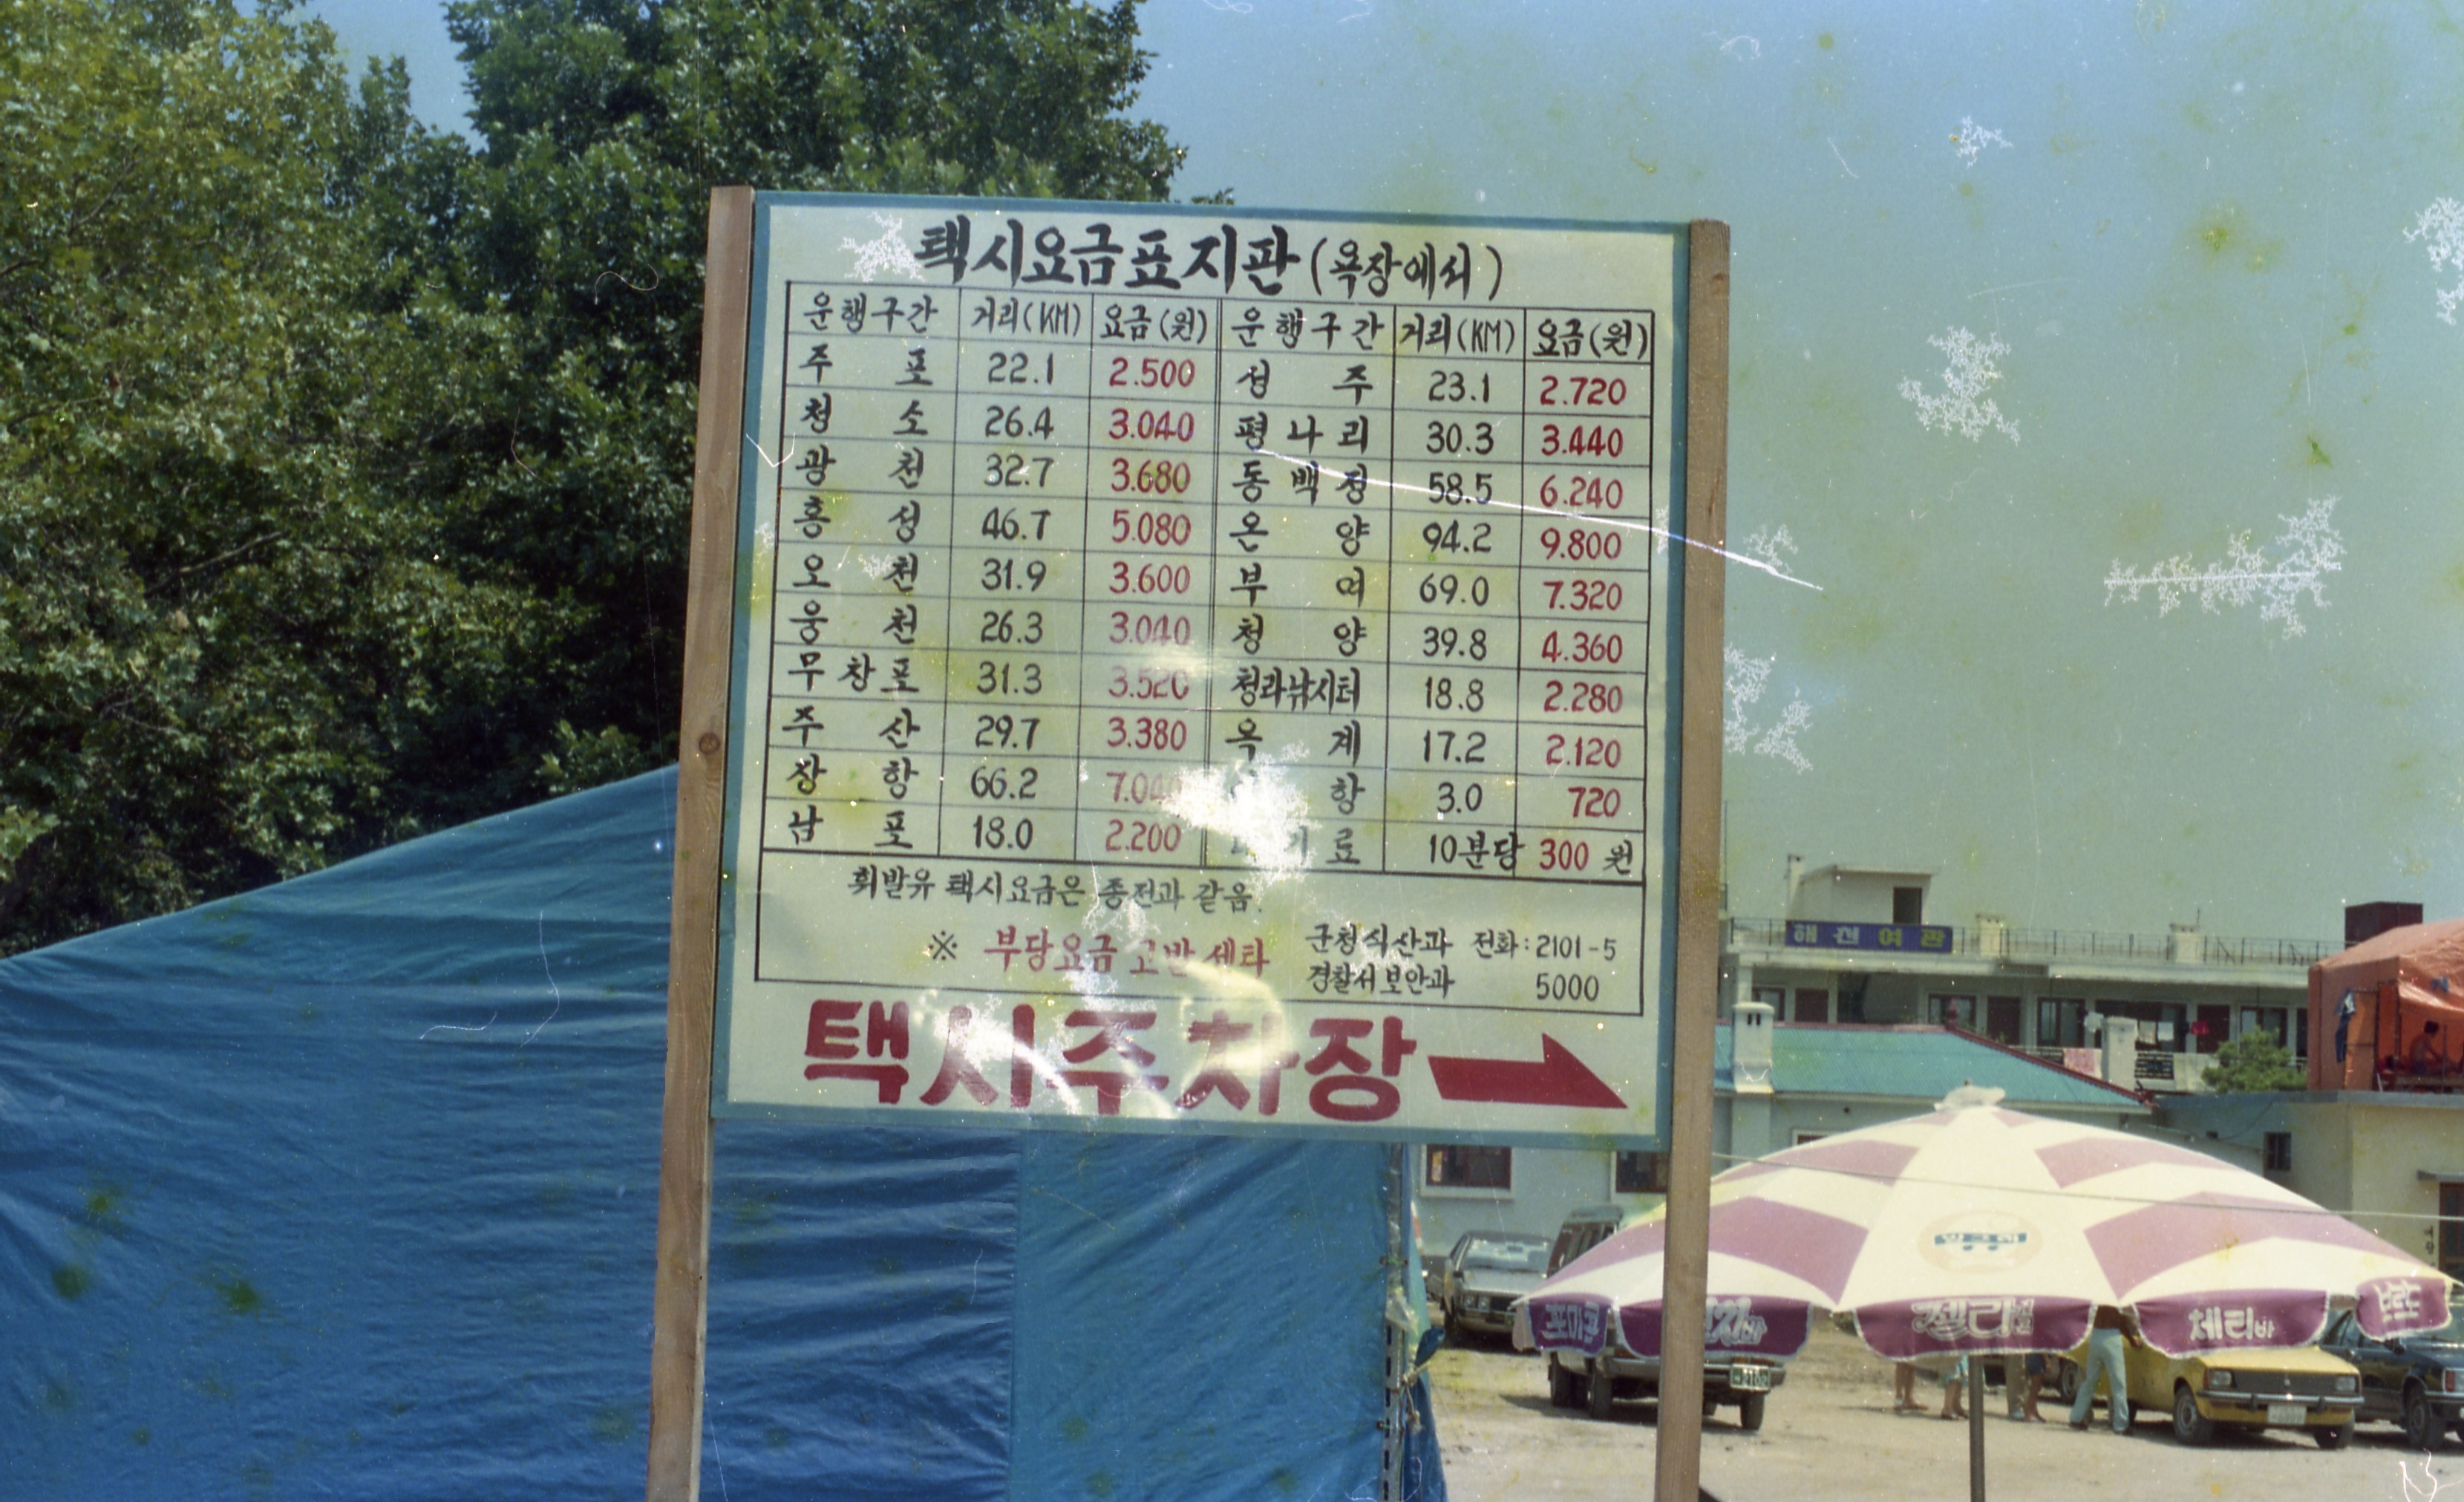 택시요금표지판(욕장에서)
운행구간 거리(KM) 요금(원) 운행구간 거리(KM) 요금(원)
주포 22.1 2.500 성주 23.1 2.720
청소 26.4 3.040 평나리 30.3 3.440
광천 32.7 3.680 동백정 58.5 6.240
홍성 46.7 5.080 온양 94.2 9.800
오천 31.9 3.600 부여 69.0 7.320
웅천 26.3 3.040 청양 39.8 4.360
무창포 31.3 3.520 청라낚시터 18.8 2.280
주산 29.7 3.380 옥계 17.2 2.120
장항 66.2 7.040 항 3.0 720
남포 18.0 2.200 료 10분당 300 원
휘발유 택시요금은 종전과 같음.
※ 부당요금 고발센타 군청식산과 전화:2101-5
경찰서보안과 5000
택시주차장
해천여관
체리바